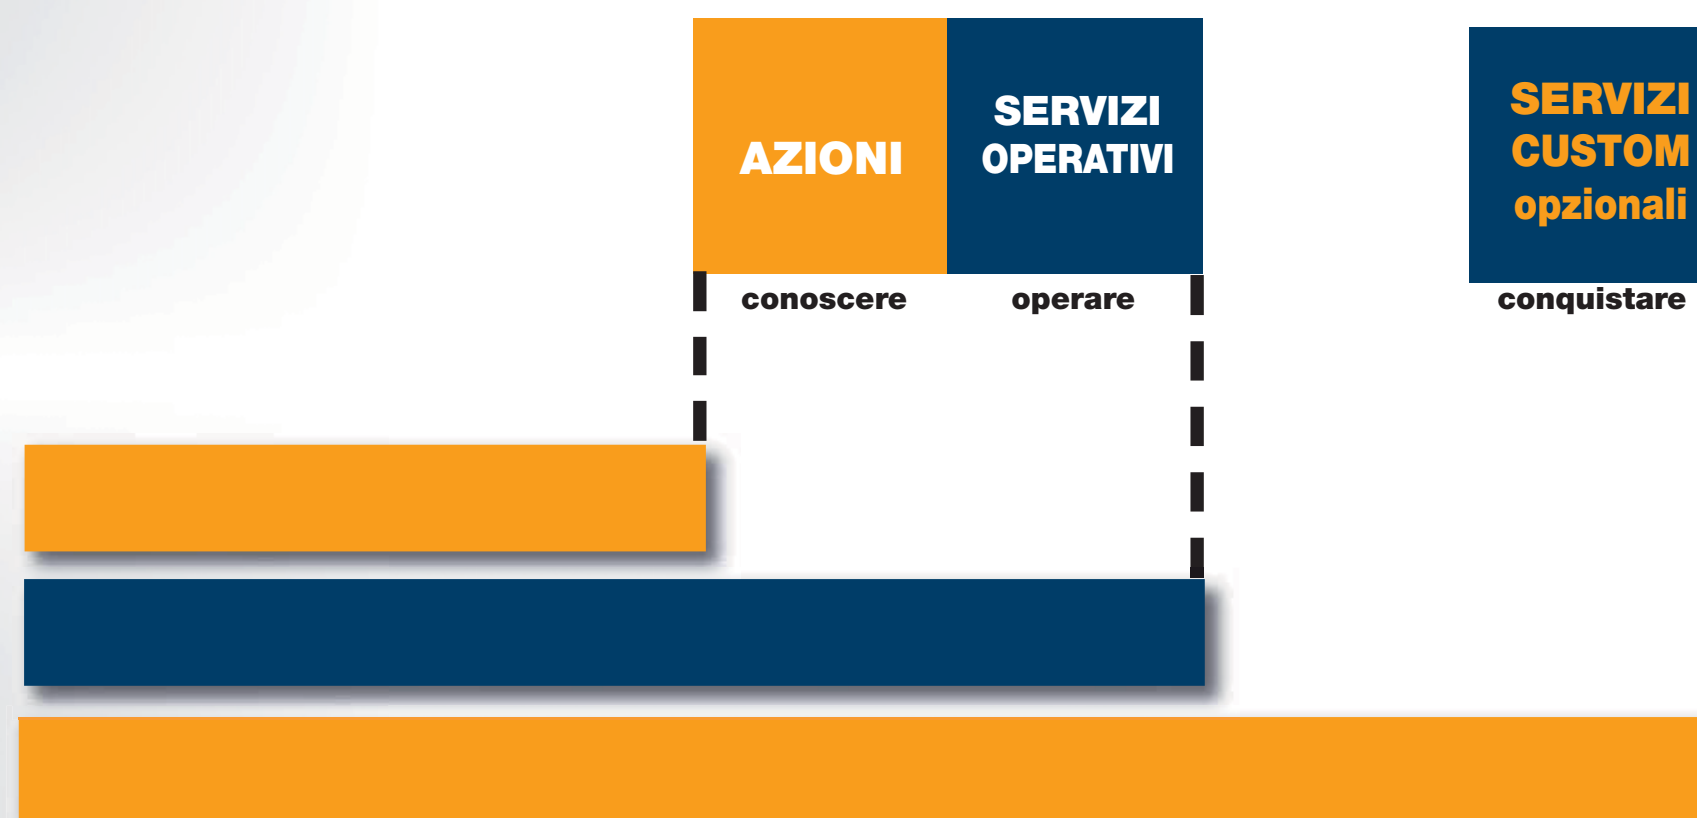 AZIONI
SERVIZI
OPERATIVI
SERVIZI
CUSTOM
opzionali
conoscere
operare
conquistare